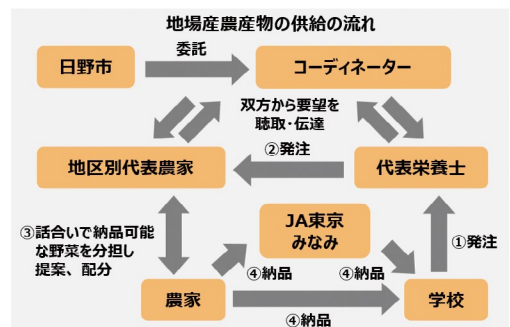 地場産農産物の供給の流れ
日野市
委託
コーディネーター
双方から要望を
聴取・伝達
地区別代表農家
②発注
代表栄養士
③話合いで納品可能
な野菜を分担し
提案、配分
JA東京
みなみ
①発注
④納品
④納品
農家
④納品
学校